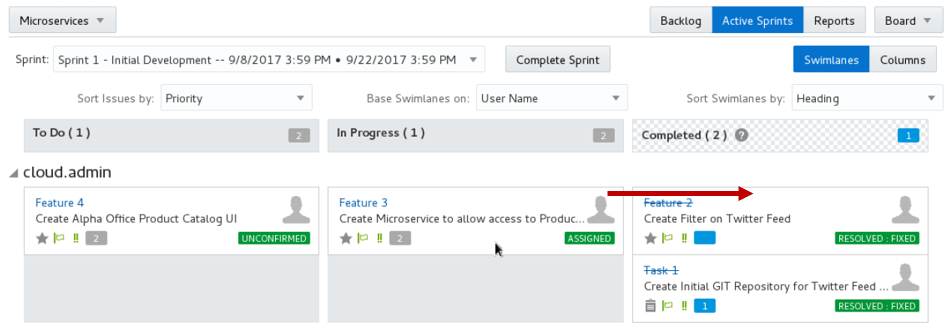 Microservices
Backlog Active Sprints Reports Board
Sprint: Sprint 1 - Initial Development -- 9/8/2017 3:59 PM • 9/22/2017 3:59 PM Complete Sprint Swimlanes Columns
Sort Issues by: Priority Base Swimlanes on: User Name Sort Swimlanes by: Heading
To Do ( 1 ) 2 In Progress ( 1 ) 2 Completed ( 2 ) ? 1
cloud.admin
Feature 4
Create Alpha Office Product Catalog UI
2 UNCONFIRMED
Feature 3
Create Microservice to allow access to Produc...
2 ASSIGNED
Feature 2
Create Filter on Twitter Feed
RESOLVED : FIXED
Task 1
Create Initial GIT Repository for Twitter Feed ...
1 RESOLVED : FIXED